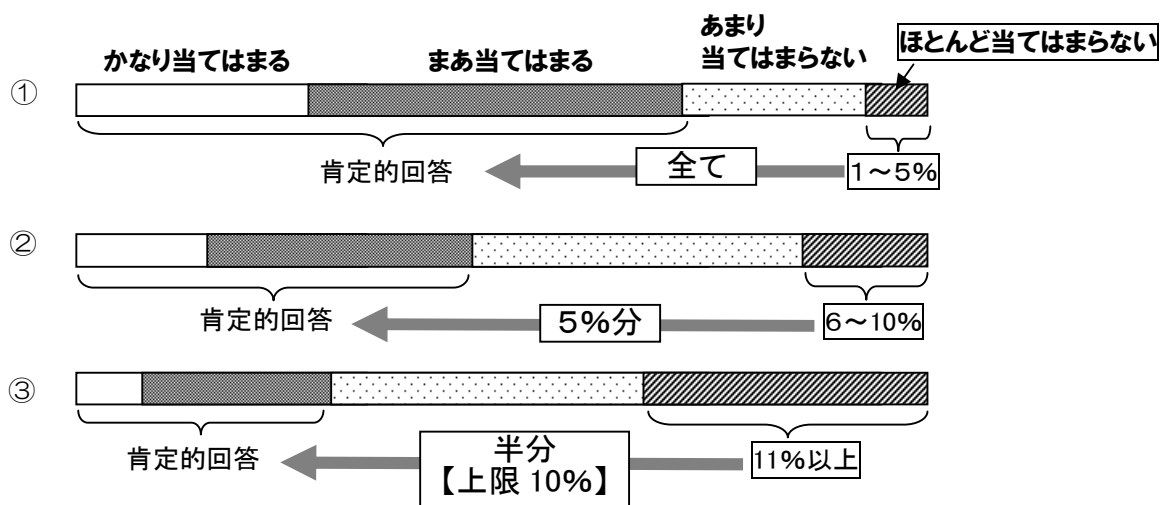 かなり当てはまる
まあ当てはまる
あまり
当てはまらない
ほとんど当てはまらない
①
肯定的回答
全て
1～5%
②
肯定的回答
5%分
6～10%
③
肯定的回答
半分
【上限 10%】
11%以上